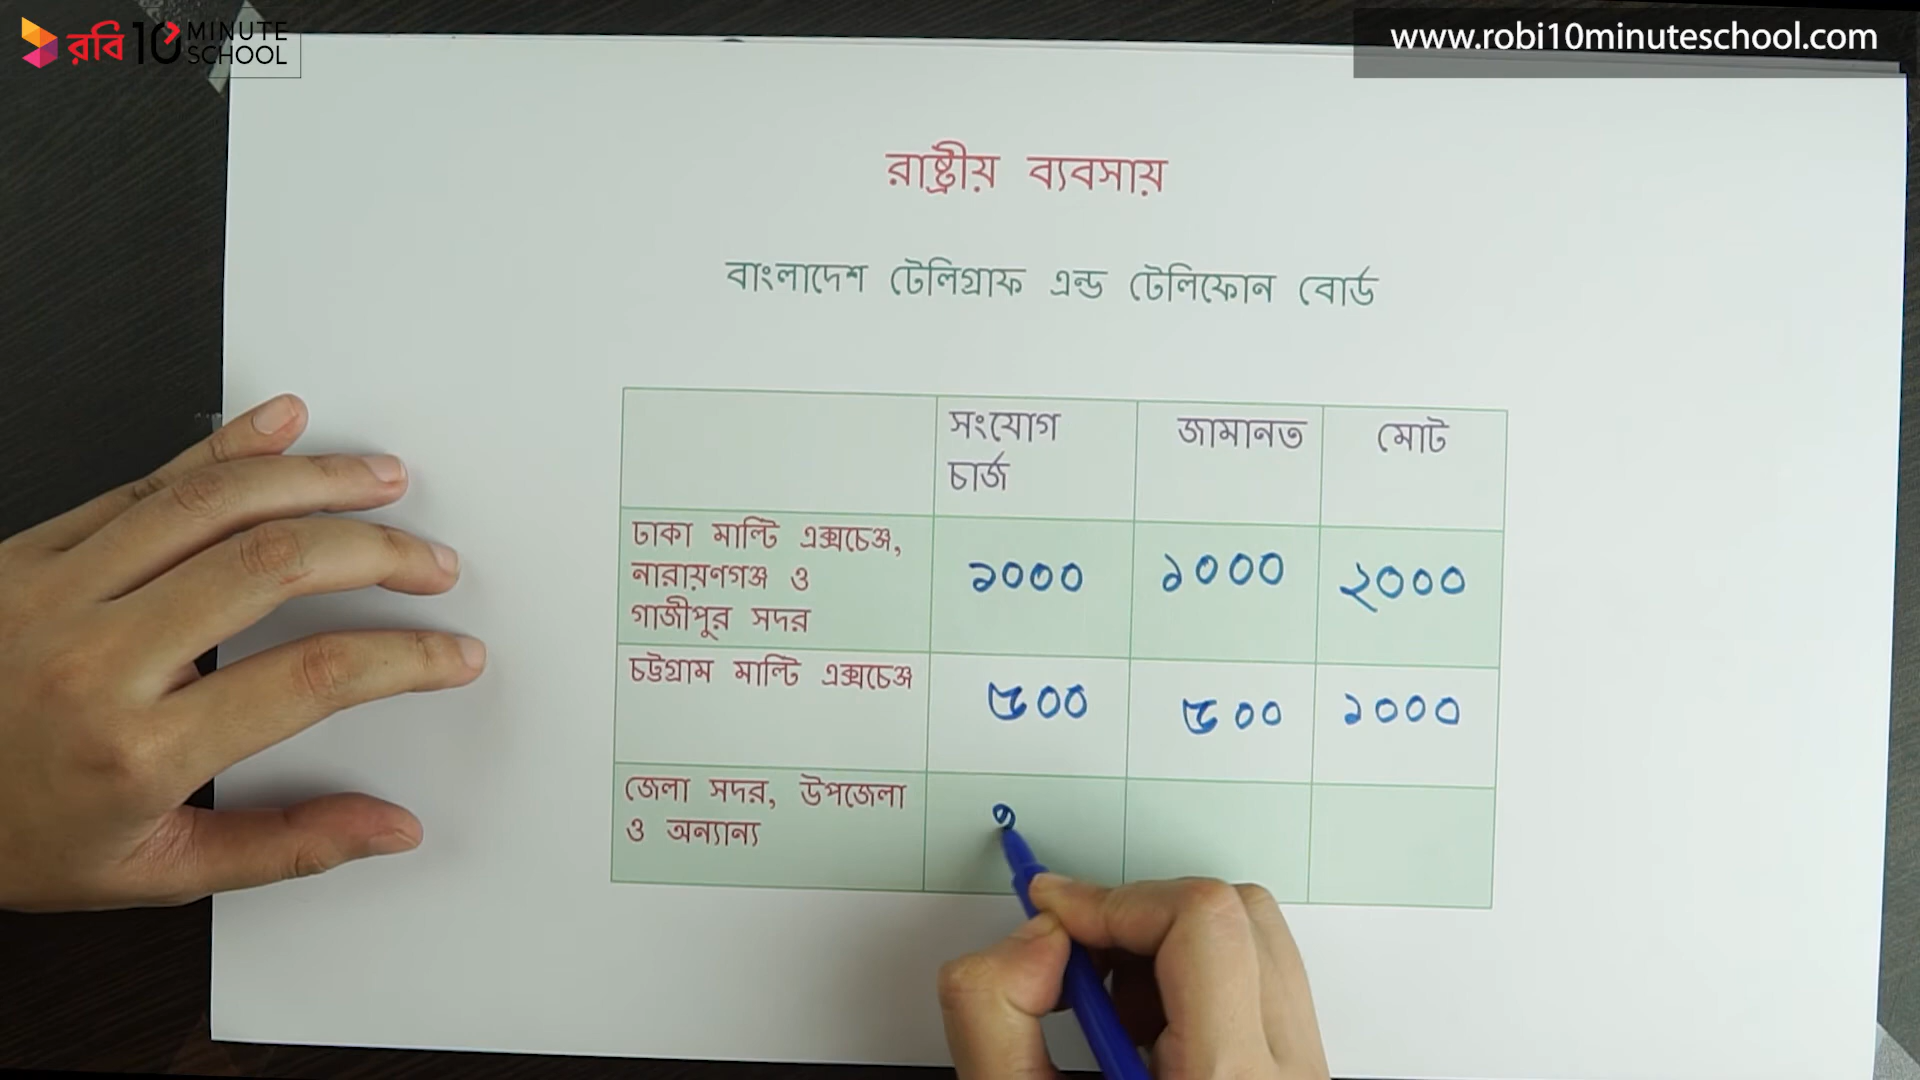 রবি 10 MINUTE SCHOOL
www.robi10minuteschool.com
রাষ্ট্রীয় ব্যবসায়
বাংলাদেশ টেলিগ্রাফ এন্ড টেলিফোন বোর্ড
সংযোগ চার্জ জামানত মোট
ঢাকা মাল্টি এক্সচেঞ্জ,
নারায়ণগঞ্জ ও
গাজীপুর সদর
১০০০ ১০০০ ২০০০
চট্টগ্রাম মাল্টি এক্সচেঞ্জ ৫০০ ৫০০ ১০০০
জেলা সদর, উপজেলা
ও অন্যান্য